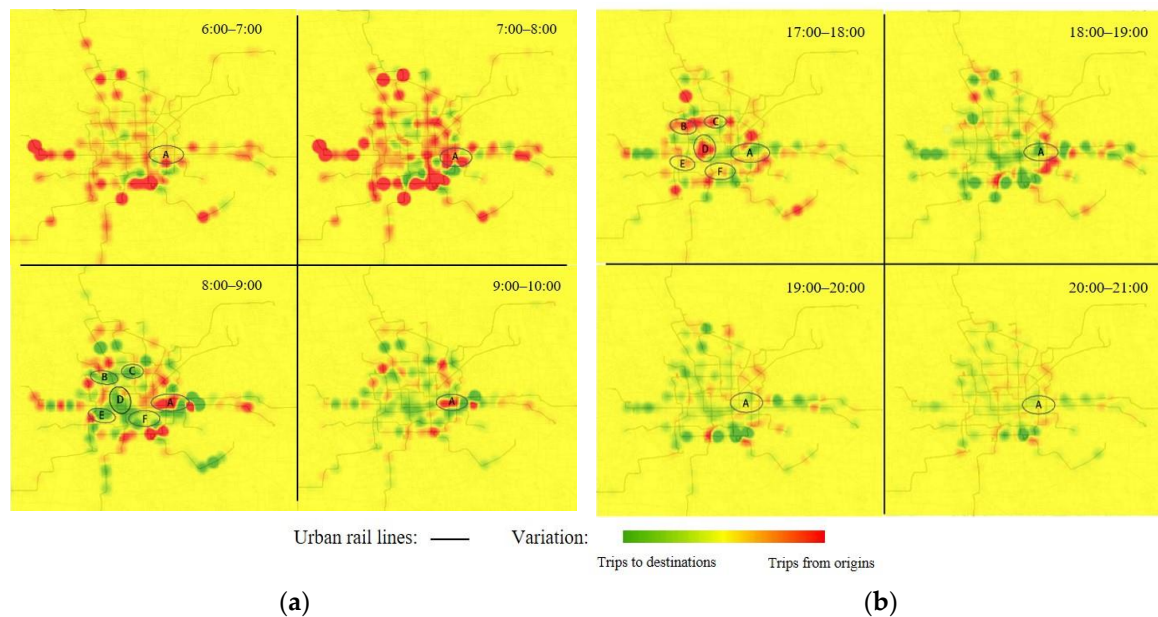 6:00–7:00
7:00–8:00
A
A
8:00–9:00
9:00–10:00
B
C
D
A
E
F
A
17:00–18:00
18:00–19:00
B
C
D
A
E
F
A
19:00–20:00
20:00–21:00
A
A
Urban rail lines:
Variation:
Trips to destinations
Trips from origins
(a)
(b)